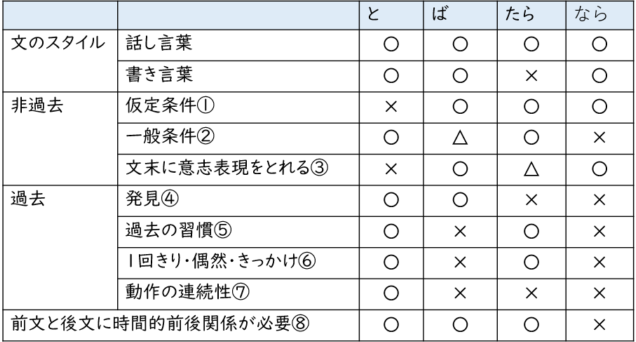 と ば たら なら
文のスタイル 話し言葉 〇 〇 〇 〇
書き言葉 〇 〇 × 〇
非過去 仮定条件① × 〇 〇 〇
一般条件② 〇 △ 〇 ×
文末に意志表現をとれる③ × 〇 △ 〇
過去 発見④ 〇 〇 × ×
過去の習慣⑤ 〇 × 〇 ×
1回きり・偶然・きっかけ⑥ 〇 × 〇 ×
動作の連続性⑦ 〇 × × ×
前文と後文に時間的前後関係が必要⑧ 〇 〇 〇 ×